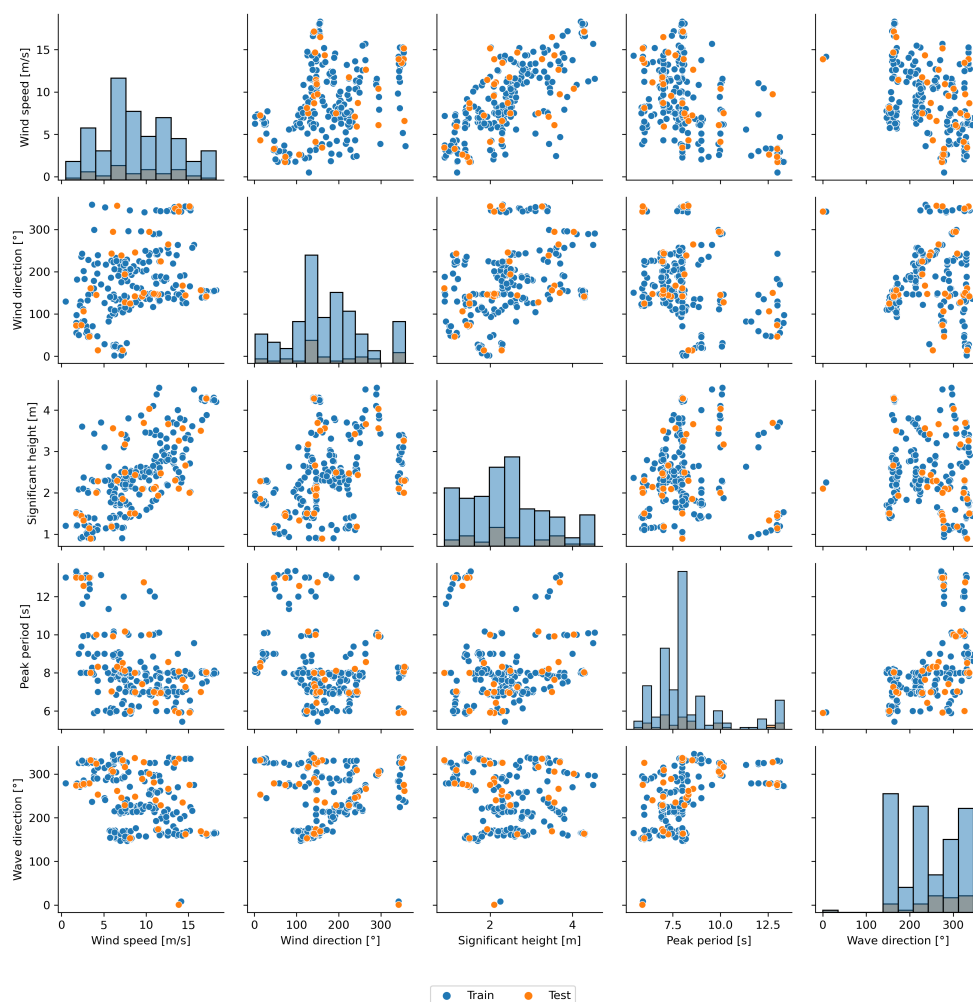 Wind speed [m/s]
15
10
5
0
Wind direction [°]
300
200
100
0
Significant height [m]
4
3
2
1
Peak period [s]
12
10
8
6
Wave direction [°]
300
200
100
0
0 5 10 15
0 100 200 300
2 4
7.5 10.0 12.5
0 100 200 300
Wind speed [m/s] Wind direction [°] Significant height [m] Peak period [s] Wave direction [°]
Train Test